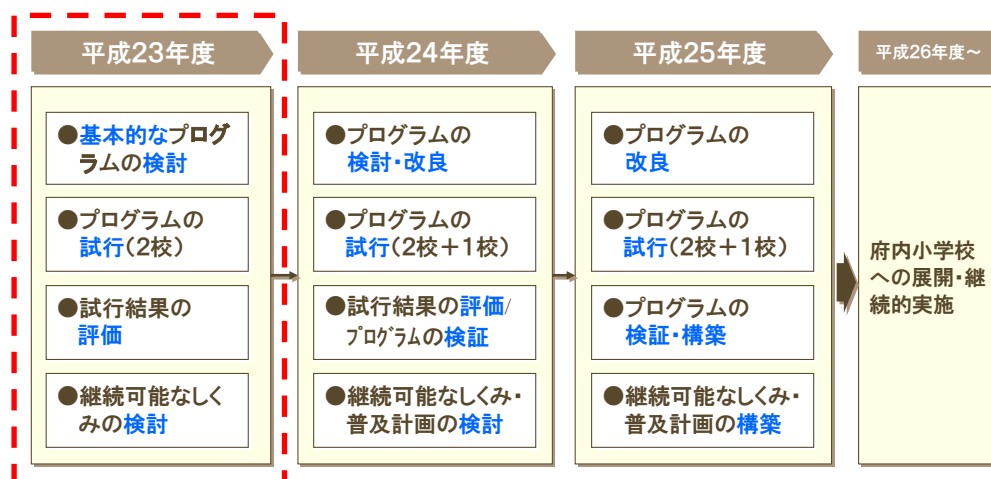 平成23年度
●基本的なプログ
ラムの検討
●プログラムの
試行(2校)
●試行結果の
評価
●継続可能なしく
みの検討
平成24年度
●プログラムの
検討・改良
●プログラムの
試行(2校+1校)
●試行結果の評価/
プログラムの検証
●継続可能なしくみ・
普及計画の検討
平成25年度
●プログラムの
改良
●プログラムの
試行(2校+1校)
●プログラムの
検証・構築
●継続可能なしくみ・
普及計画の構築
平成26年度~
府内小学校
への展開・継
続的実施